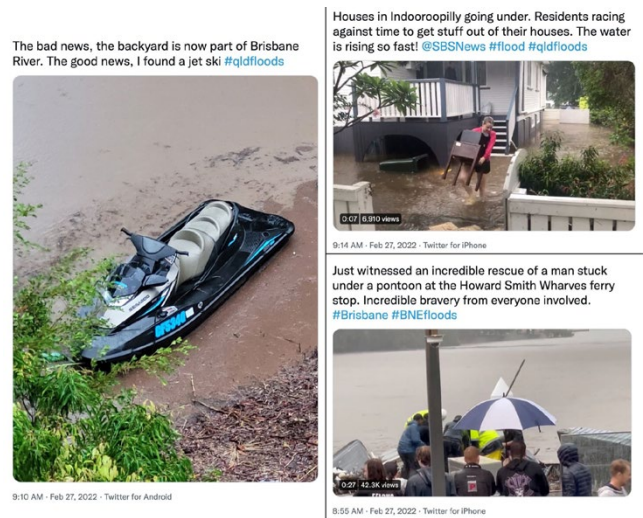 The bad news, the backyard is now part of Brisbane
River. The good news, I found a jet ski #qldfloods
9:10 AM · Feb 27, 2022 · Twitter for Android
Houses in Indooroopilly going under. Residents racing
against time to get stuff out of their houses. The water
is rising so fast! @SBSNews #flood #qldfloods
0:07 6,910 views
9:14 AM · Feb 27, 2022 · Twitter for iPhone
Just witnessed an incredible rescue of a man stuck
under a pontoon at the Howard Smith Wharves ferry
stop. Incredible bravery from everyone involved.
#Brisbane #BNEfloods
0:27 42.3K views
8:55 AM · Feb 27, 2022 · Twitter for iPhone